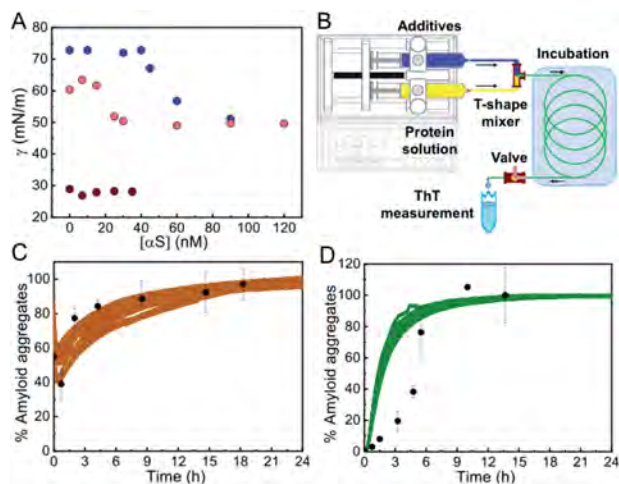 A
γ (mN/m)
80
70
60
50
40
30
20
0 20 40 60 80 100 120
[αS] (nM)
B
Additives
Incubation
T-shape
mixer
Protein
solution
Valve
ThT
measurement
C
% Amyloid aggregates
100
80
60
40
20
0
0 3 6 9 12 15 18 21 24
Time (h)
D
% Amyloid aggregates
120
100
80
60
40
20
0
0 3 6 9 12 15 18 21 24
Time (h)